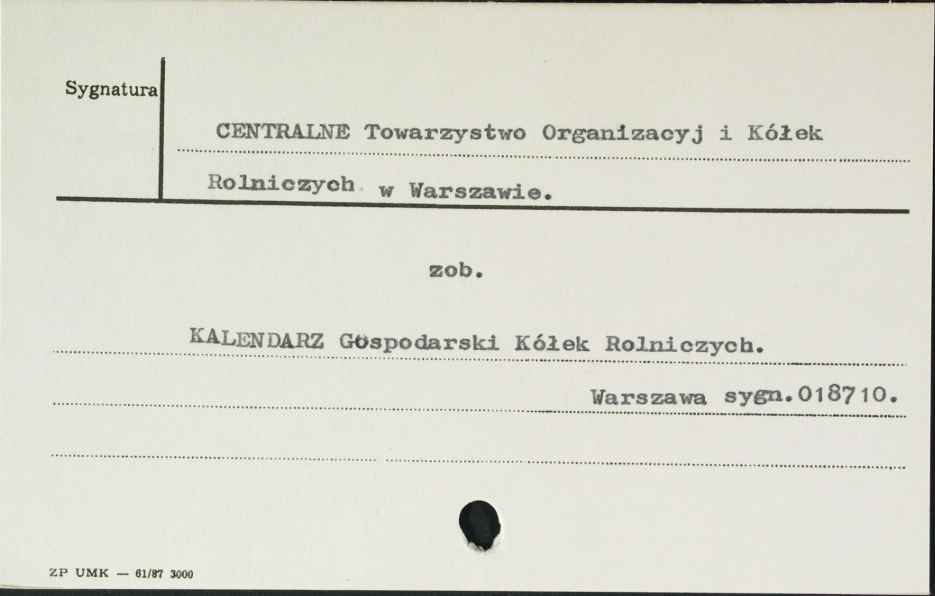 Sygnatura
CENTRALNE Towarzystwo Organizacyj i Kółek
Rolniczych w Warszawie.
zob.
KALENDARZ Gospodarski Kółek Rolniczych.
Warszawa sygn.018710.
ZP UMK — 61/87 3000